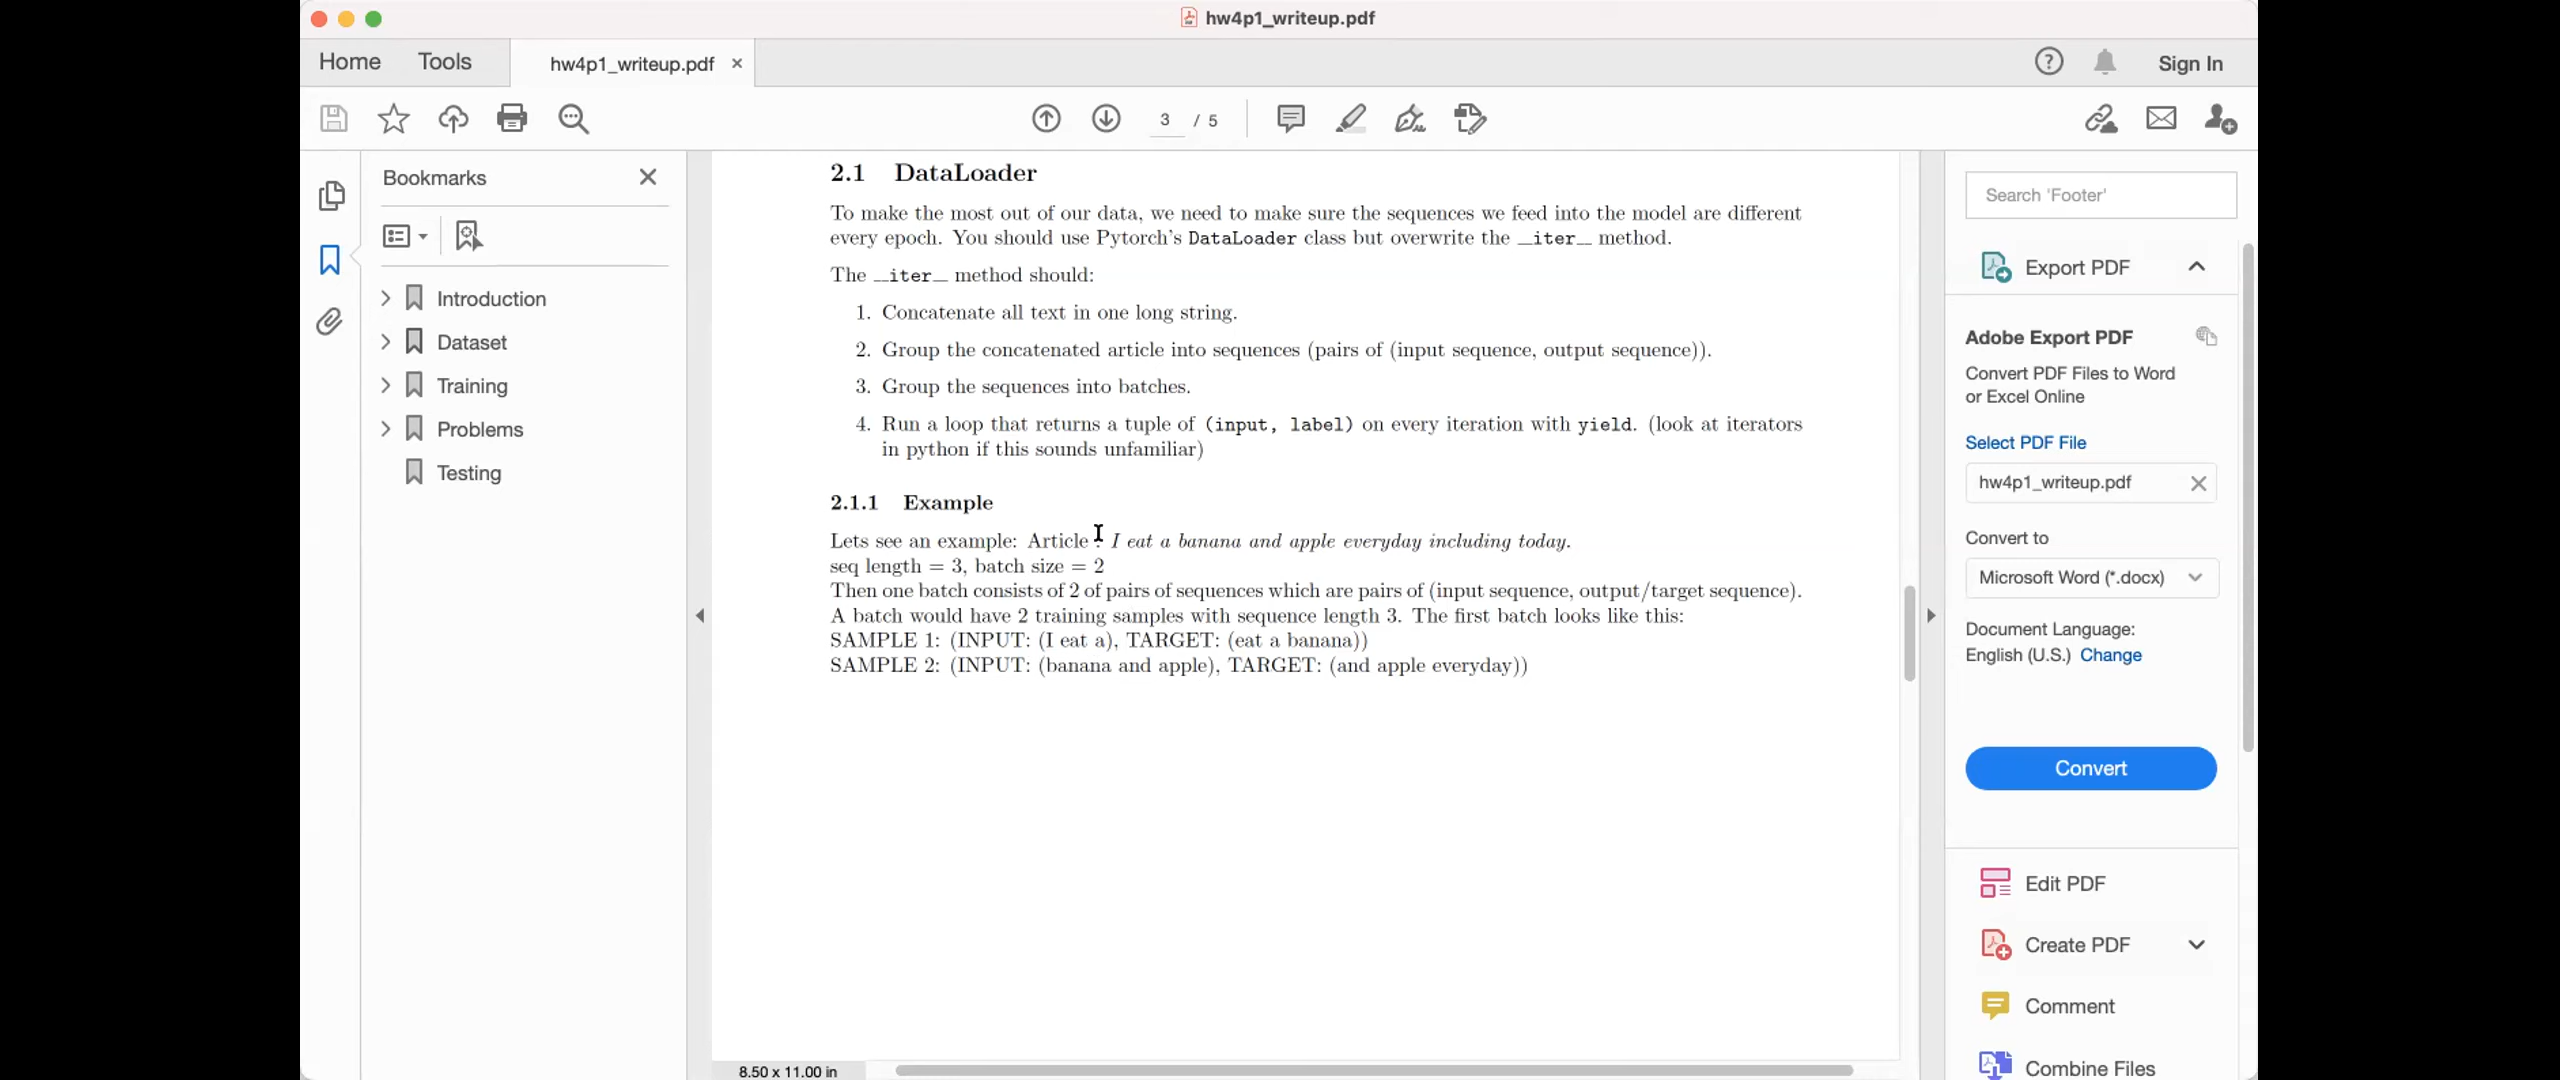 hw4p1_writeup.pdf
Home
Tools
hw4p1_writeup.pdf
Sign In
3 / 5
Bookmarks
Introduction
Dataset
Training
Problems
Testing
2.1 DataLoader
To make the most out of our data, we need to make sure the sequences we feed into the model are different
every epoch. You should use Pytorch's DataLoader class but overwrite the __iter__ method.
The __iter__ method should:
1. Concatenate all text in one long string.
2. Group the concatenated article into sequences (pairs of (input sequence, output sequence)).
3. Group the sequences into batches.
4. Run a loop that returns a tuple of (input, label) on every iteration with yield. (look at iterators
in python if this sounds unfamiliar)
2.1.1 Example
Lets see an example: Article : I eat a banana and apple everyday including today.
seq length = 3, batch size = 2
Then one batch consists of 2 of pairs of sequences which are pairs of (input sequence, output/target sequence).
A batch would have 2 training samples with sequence length 3. The first batch looks like this:
SAMPLE 1: (INPUT: (I eat a), TARGET: (eat a banana))
SAMPLE 2: (INPUT: (banana and apple), TARGET: (and apple everyday))
8.50 x 11.00 in
Search 'Footer'
Export PDF
Adobe Export PDF
Convert PDF Files to Word
or Excel Online
Select PDF File
hw4p1_writeup.pdf
Convert to
Microsoft Word (*.docx)
Document Language:
English (U.S.) Change
Convert
Edit PDF
Create PDF
Comment
Combine Files